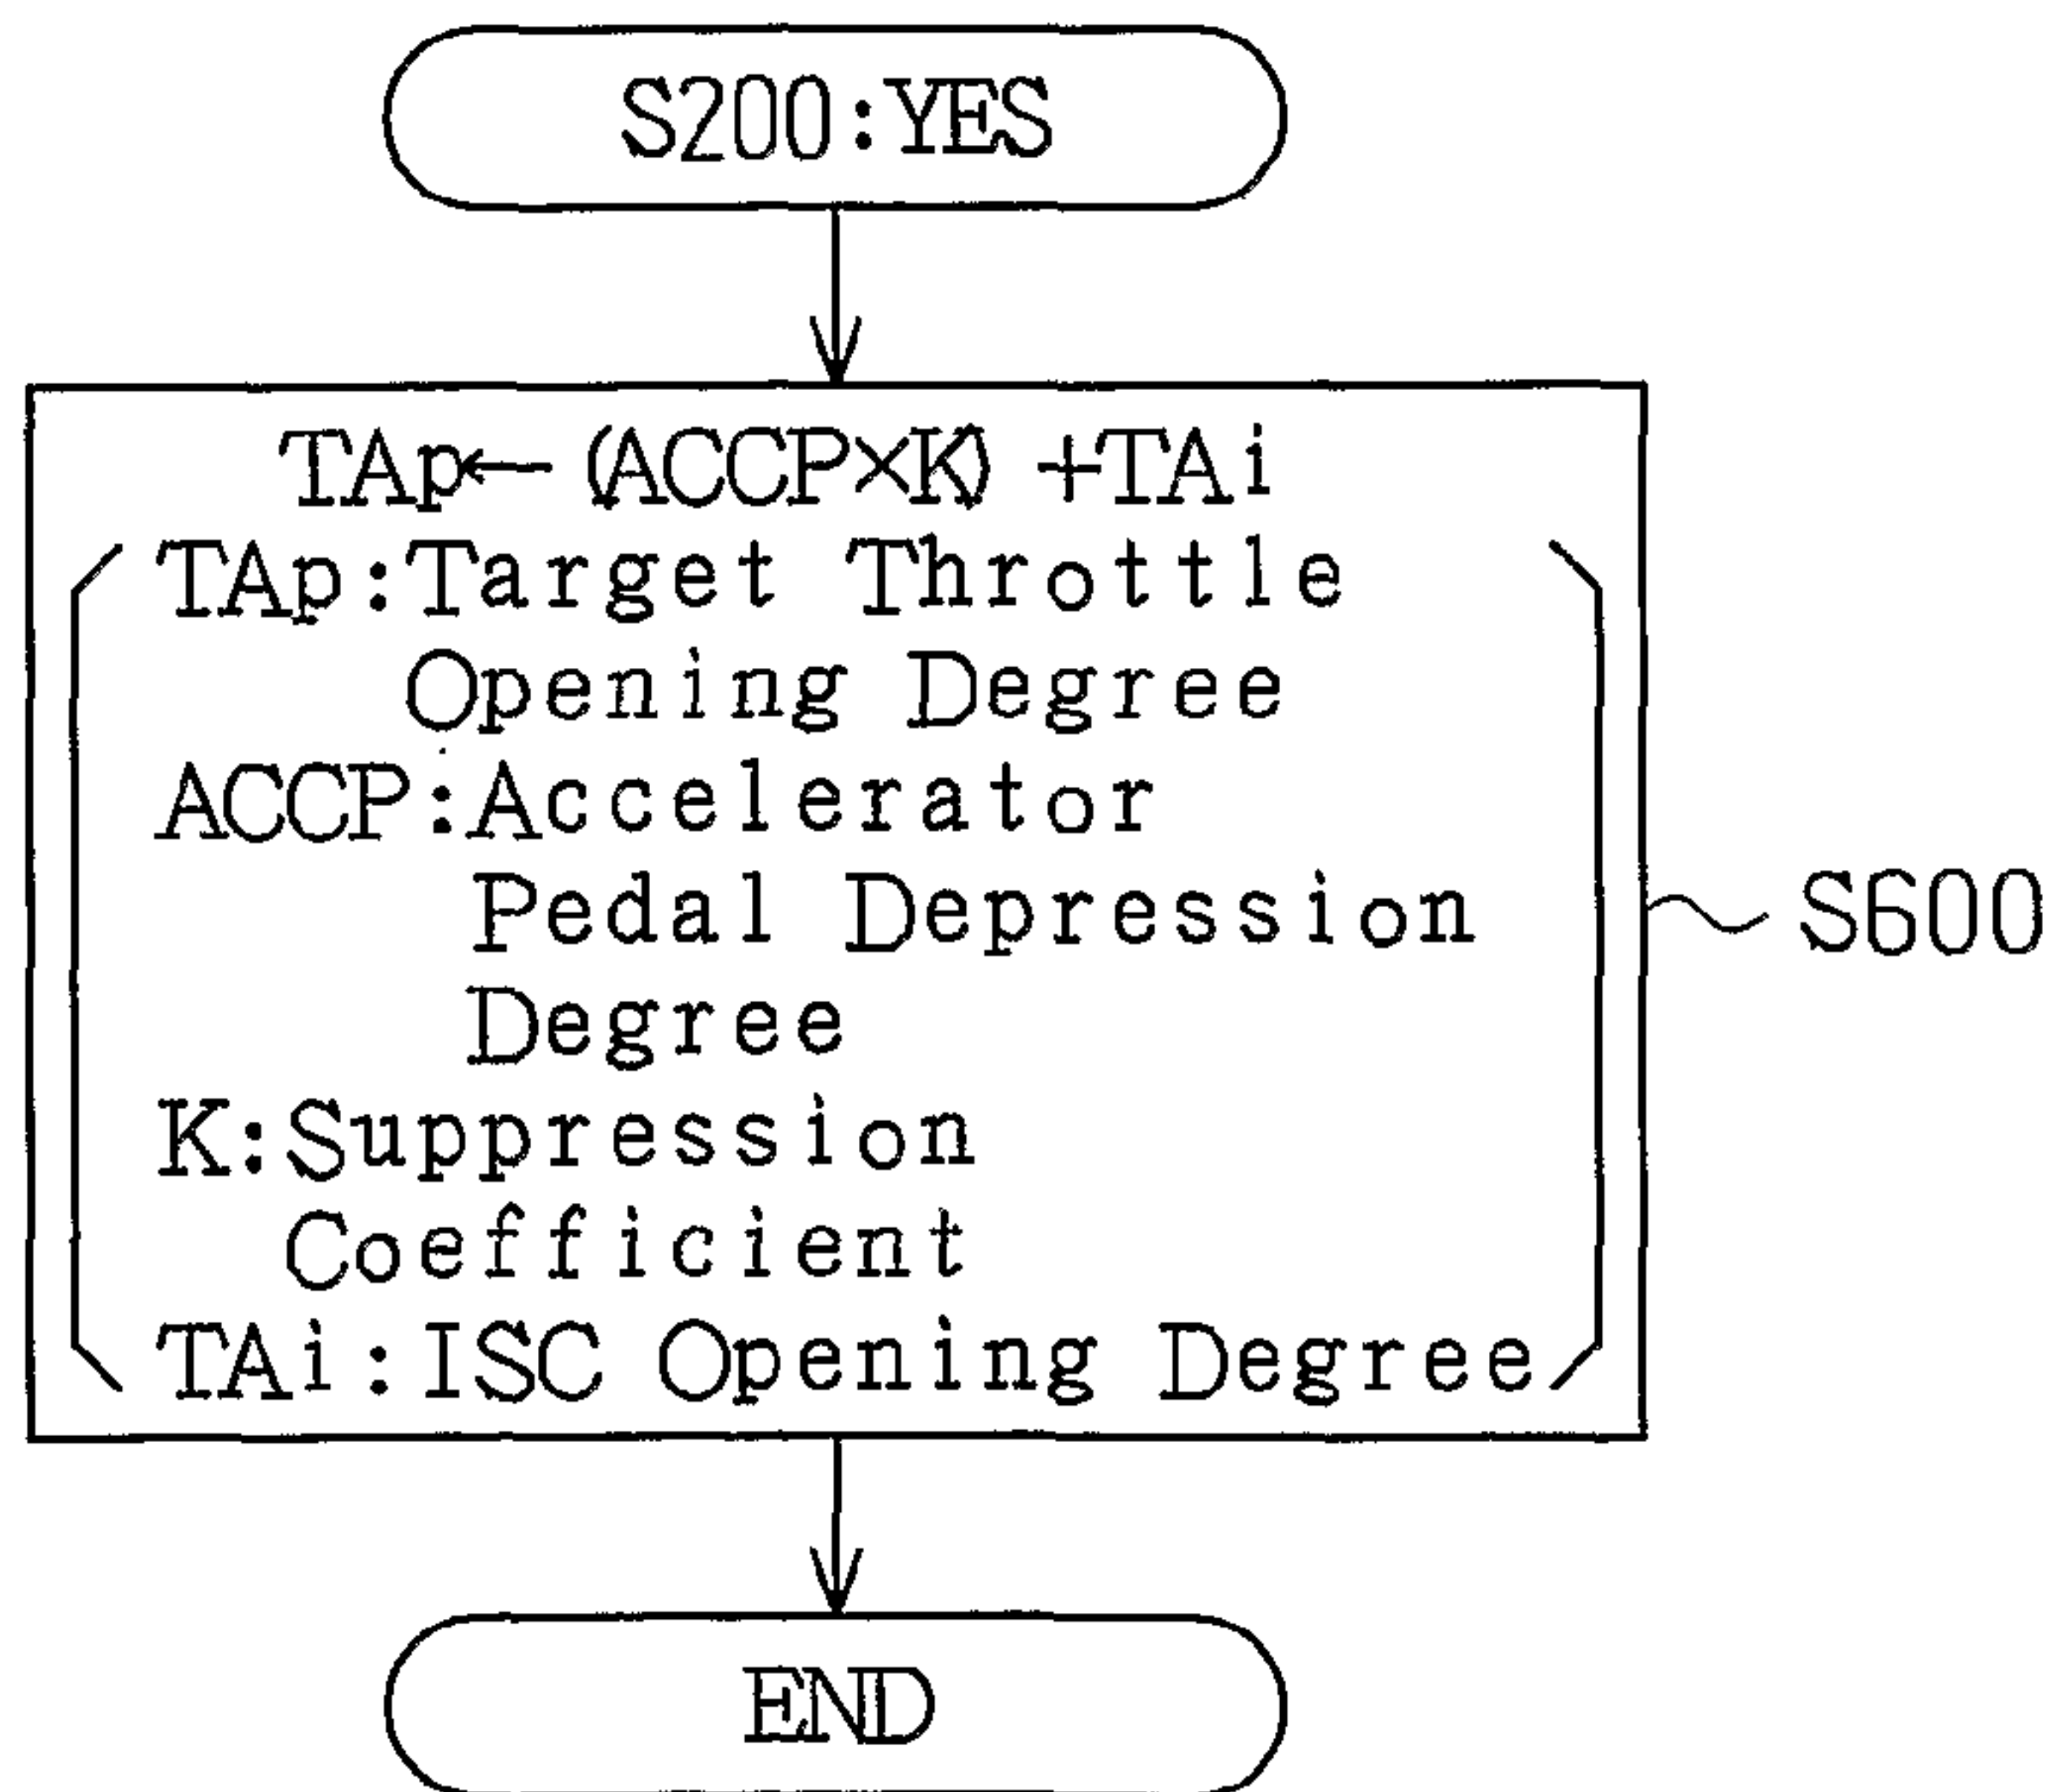 S200:YES
TAp←(ACCP×K)+TAi
TAp:Target Throttle
Opening Degree
ACCP:Accelerator
Pedal Depression
Degree
K:Suppression
Coefficient
TAi:ISC Opening Degree
S600
END